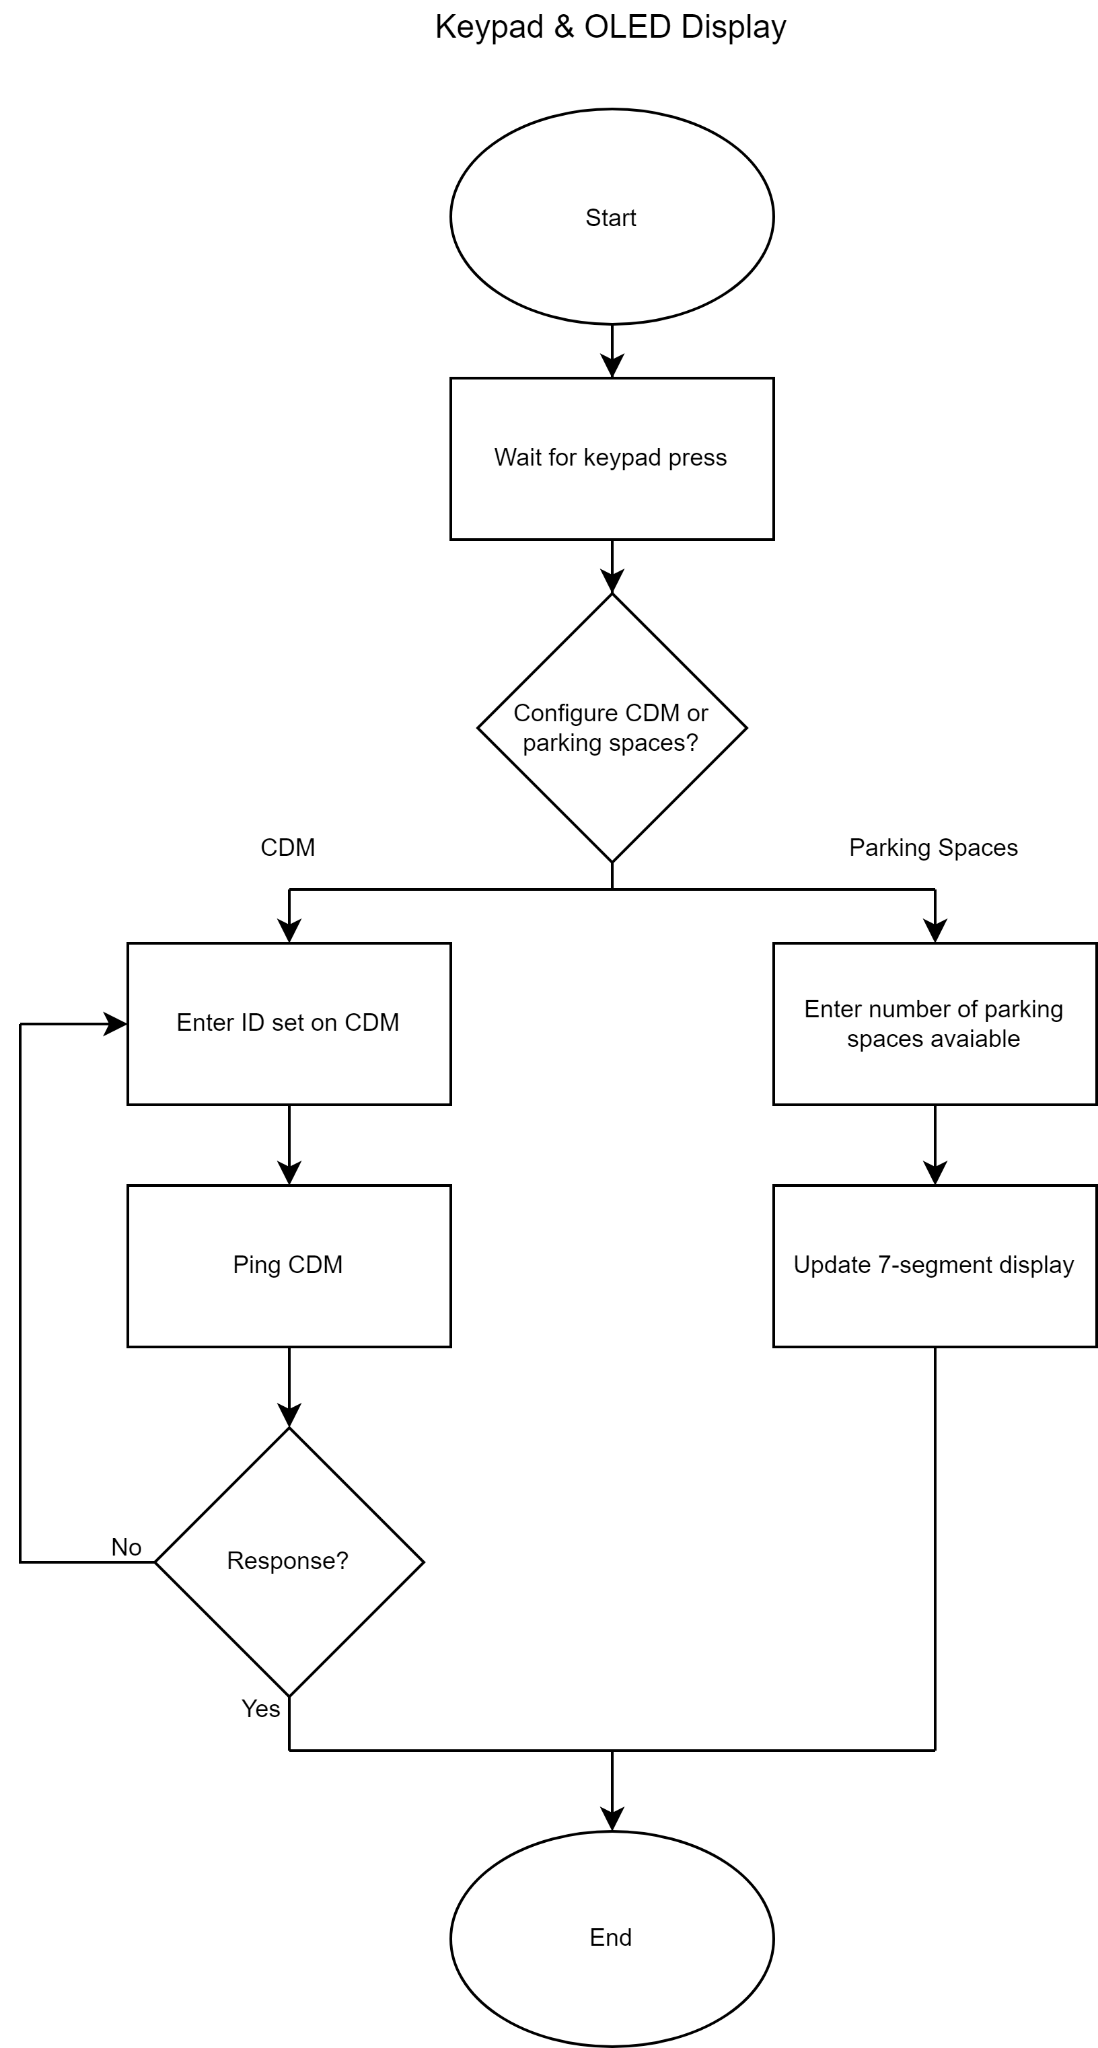 Keypad & OLED Display
Start
Wait for keypad press
Configure CDM or
parking spaces?
CDM
Parking Spaces
Enter ID set on CDM
Enter number of parking
spaces avaiable
Ping CDM
Update 7-segment display
No
Response?
Yes
End